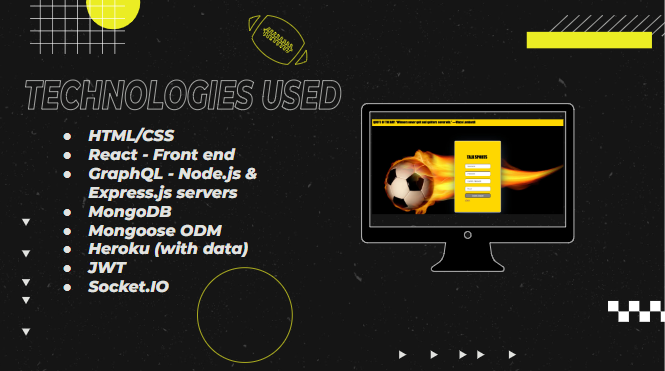 TECHNOLOGIES USED
HTML/CSS
React - Front end
GraphQL - Node.js &
Express.js servers
MongoDB
Mongoose ODM
Heroku (with data)
JWT
Socket.IO
TALK SPORTS